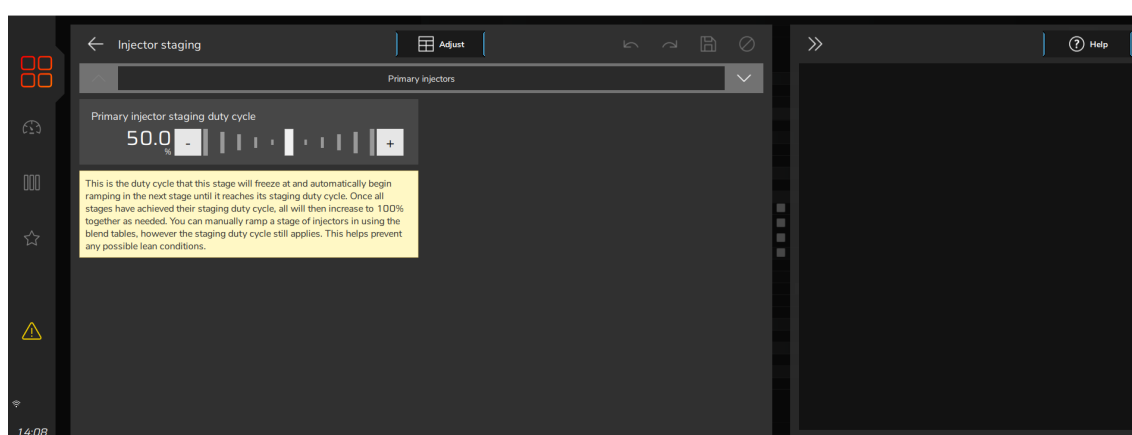 Injector staging
Adjust
Help
Primary injectors
Primary injector staging duty cycle
50.0
%
-
+
This is the duty cycle that this stage will freeze at and automatically begin
ramping in the next stage until it reaches its staging duty cycle. Once all
stages have achieved their staging duty cycle, all will then increase to 100%
together as needed. You can manually ramp a stage of injectors in using the
blend tables, however the staging duty cycle still applies. This helps prevent
any possible lean conditions.
14:08